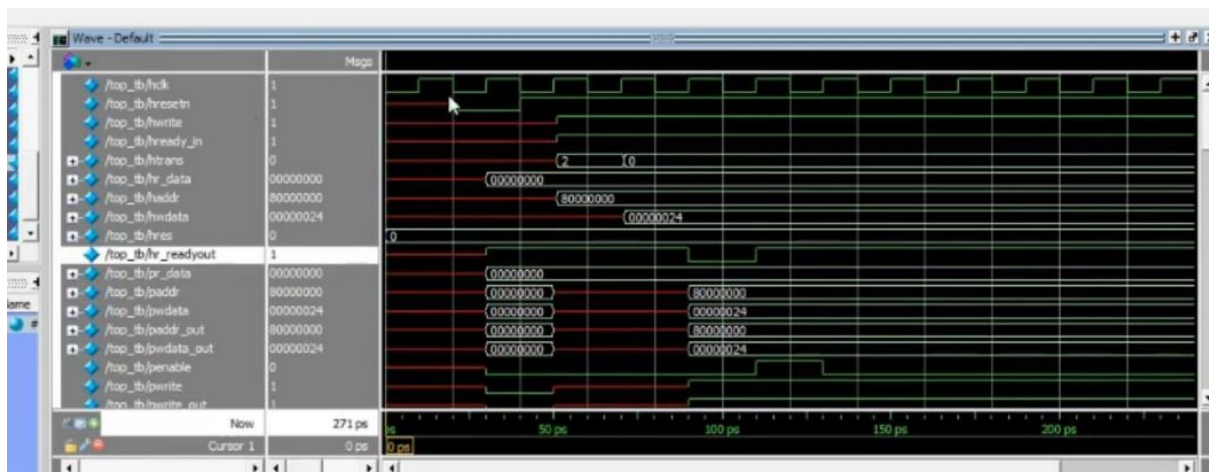 Wave - Default
Msgs
/top_tb/hclk 1
/top_tb/hresetn 1
/top_tb/hwrite 1
/top_tb/hready_in 1
/top_tb/htrans 0 2 0
/top_tb/hr_data 00000000 00000000
/top_tb/haddr 80000000 80000000
/top_tb/hwdata 00000024 00000024
/top_tb/hres 0 0
/top_tb/hr_readyout 1
/top_tb/pr_data 00000000 00000000
/top_tb/paddr 80000000 00000000 80000000
/top_tb/pwdata 00000024 00000000 00000024
/top_tb/paddr_out 80000000 00000000 80000000
/top_tb/pwdata_out 00000024 00000000 00000024
/top_tb/penable 0
/top_tb/pwrite 1
/top_tb/pwrite_out 1
Now 271 ps ps 50 ps 100 ps 150 ps 200 ps
Cursor 1 0 ps 0 ps